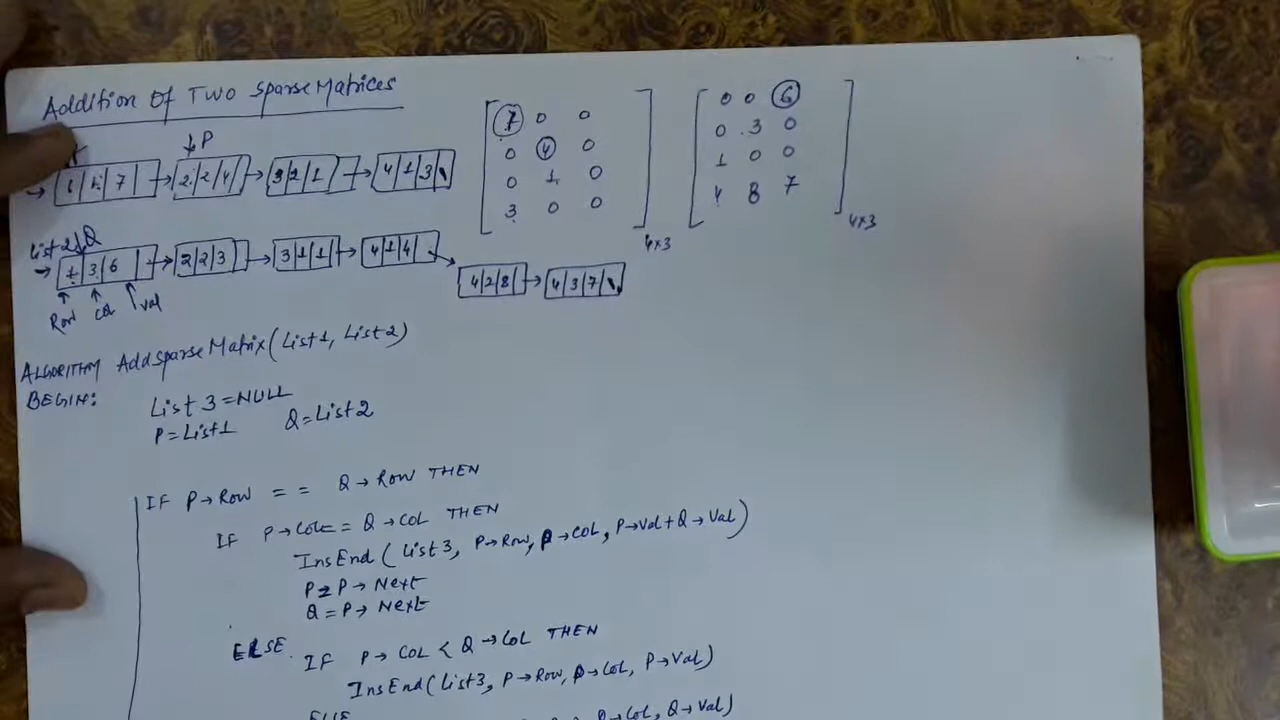 Addition of Two Sparse Matrices
↓P
→ 1|1|7| → 2|2|4| → 3|2|1| → 4|1|3|
7 0 0
0 4 0
0 1 0
3 0 0
4×3
0 0 6
0 3 0
1 0 0
4 8 7
4×3
List2 ↓Q
→ 1|3|6| → 2|2|3| → 3|1|1| → 4|1|4| → 4|2|8| → 4|3|7|
Row Col Val
ALGORITHM AddSparseMatrix(List1, List2)
BEGIN:
List3=NULL
P=List1 Q=List2
IF P→Row == Q→Row THEN
IF P→Col== Q→Col THEN
InsEnd(List3, P→Row, P→Col, P→Val+Q→Val)
P=P→Next
Q=P→Next
ELSE
IF P→Col < Q→Col THEN
InsEnd(List3, P→Row, P→Col, P→Val)
ELSE
Q→Col, Q→Val)